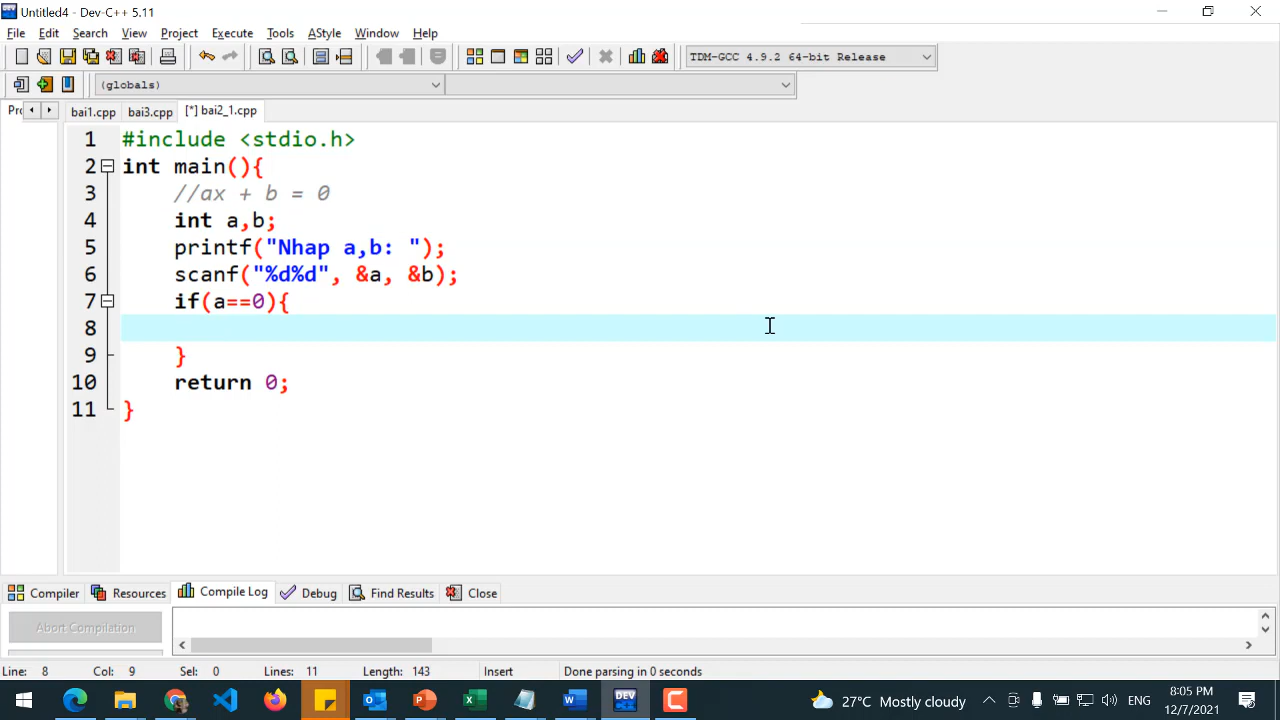 Untitled4 - Dev-C++ 5.11
File Edit Search View Project Execute Tools AStyle Window Help
TDM-GCC 4.9.2 64-bit Release
(globals)
Prc bai1.cpp bai3.cpp [*] bai2_1.cpp
1 #include <stdio.h>
2 int main(){
3 //ax + b = 0
4 int a,b;
5 printf("Nhap a,b: ");
6 scanf("%d%d", &a, &b);
7 if(a==0){
8
9 }
10 return 0;
11 }
Compiler Resources Compile Log Debug Find Results Close
Abort Compilation
Line: 8 Col: 9 Sel: 0 Lines: 11 Length: 143 Insert Done parsing in 0 seconds
DEV C++
27°C Mostly cloudy ENG 8:05 PM
12/7/2021